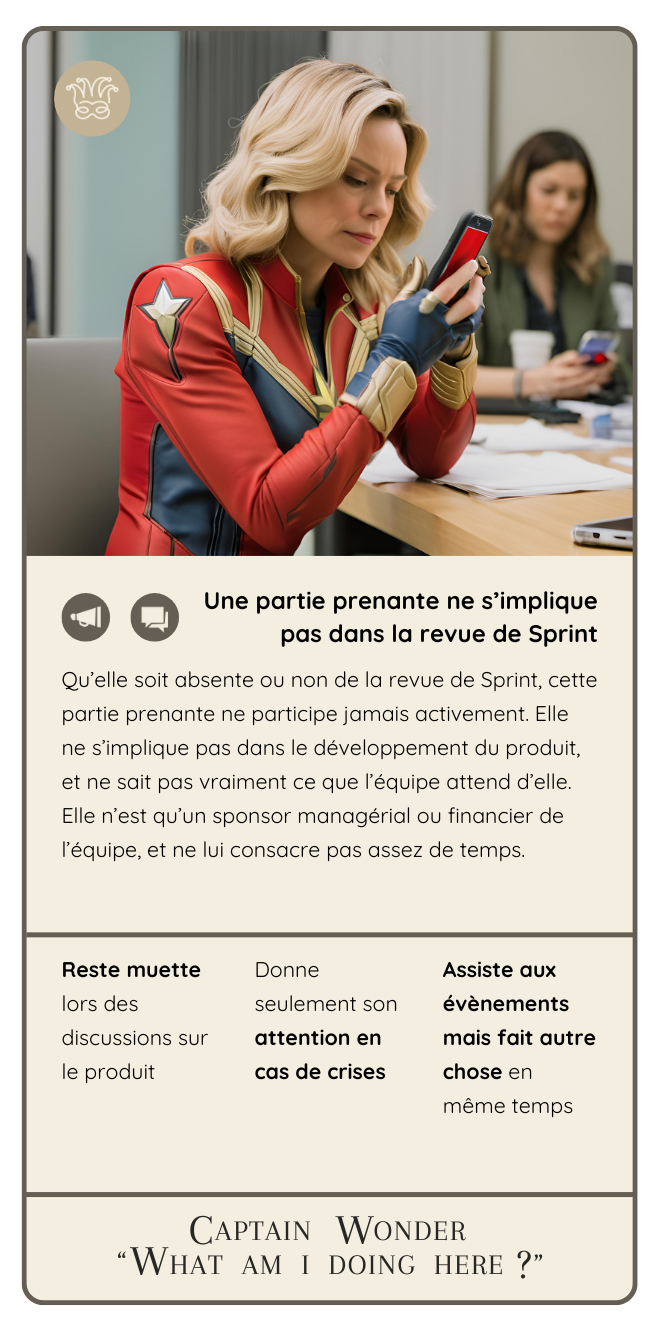 Une partie prenante ne s’implique
pas dans la revue de Sprint
Qu’elle soit absente ou non de la revue de Sprint, cette
partie prenante ne participe jamais activement. Elle
ne s’implique pas dans le développement du produit,
et ne sait pas vraiment ce que l’équipe attend d’elle.
Elle n’est qu’un sponsor managérial ou financier de
l’équipe, et ne lui consacre pas assez de temps.
Reste muette
lors des
discussions sur
le produit
Donne
seulement son
attention en
cas de crises
Assiste aux
évènements
mais fait autre
chose en
même temps
Captain Wonder
“What am i doing here ?”